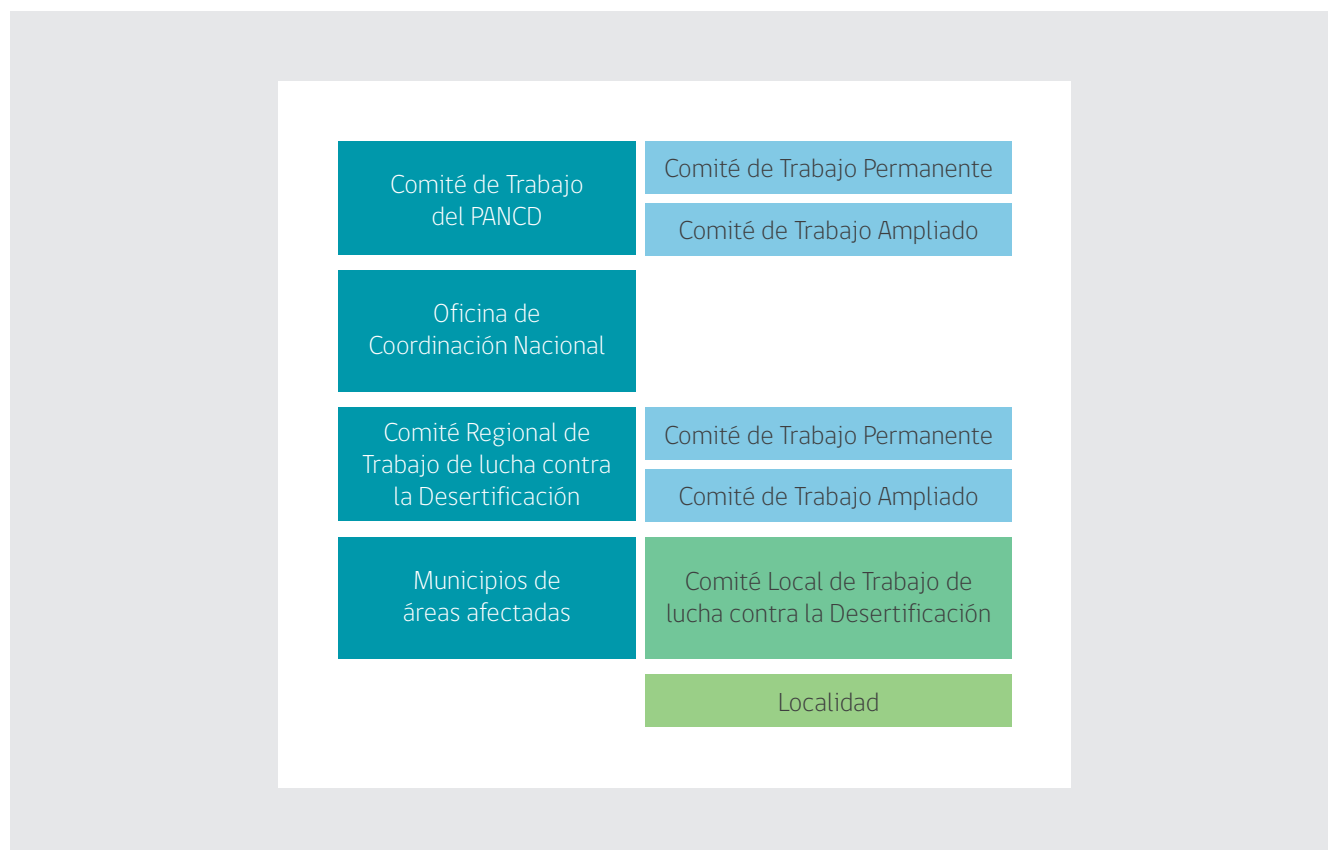 Comité de Trabajo
del PANCD
Comité de Trabajo Permanente
Comité de Trabajo Ampliado
Oficina de
Coordinación Nacional
Comité Regional de
Trabajo de lucha contra
la Desertificación
Comité de Trabajo Permanente
Comité de Trabajo Ampliado
Municipios de
áreas afectadas
Comité Local de Trabajo de
lucha contra la Desertificación
Localidad